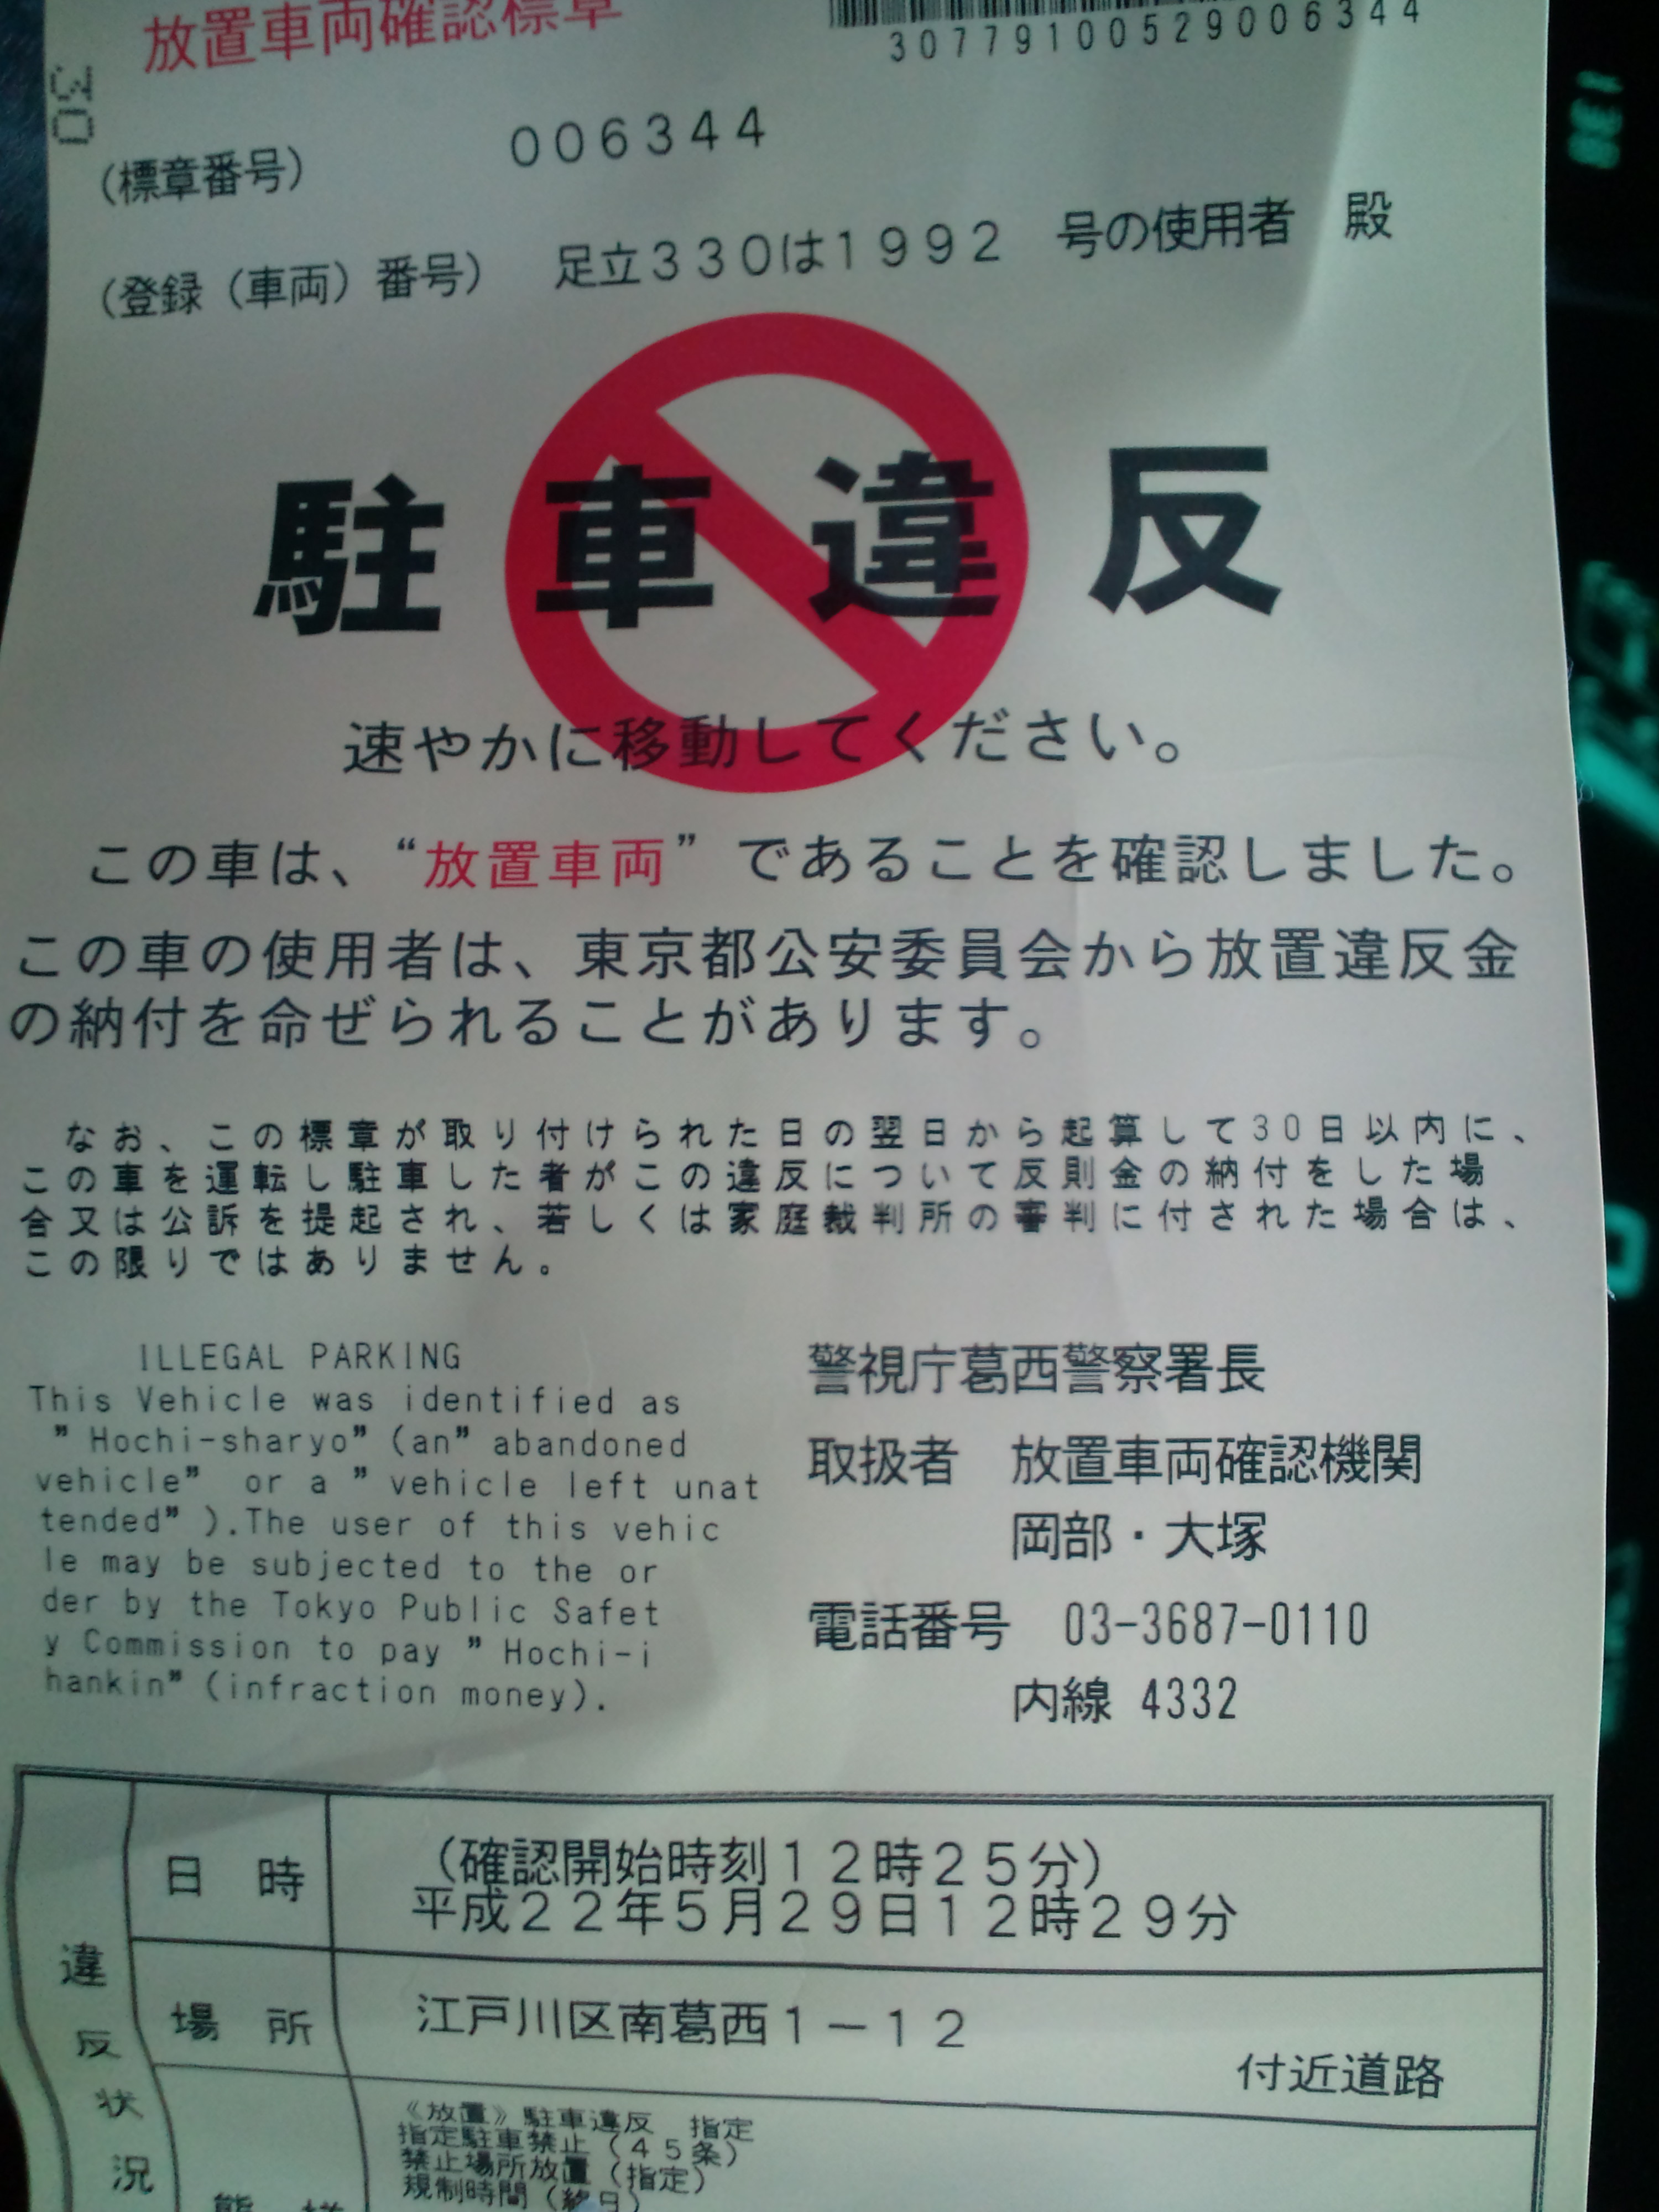 放置車両確認標章
30779100529006344
02
(標章番号) 006344
(登録(車両)番号) 足立330は1992 号の使用者 殿
駐車違反
速やかに移動してください。
この車は、“放置車両”であることを確認しました。
この車の使用者は、東京都公安委員会から放置違反金
の納付を命ぜられることがあります。
なお、この標章が取り付けられた日の翌日から起算して30日以内に、
この車を運転し駐車した者がこの違反について反則金の納付をした場
合又は公訴を提起され、若しくは家庭裁判所の審判に付された場合は、
この限りではありません。
ILLEGAL PARKING
This Vehicle was identified as
” Hochi-sharyo” (an” abandoned
vehicle” or a ” vehicle left unat
tended” ).The user of this vehic
le may be subjected to the or
der by the Tokyo Public Safet
y Commission to pay ” Hochi-i
hankin” (infraction money).
警視庁葛西警察署長
取扱者 放置車両確認機関
岡部・大塚
電話番号 03-3687-0110
内線 4332
違反状況
日時
(確認開始時刻12時25分)
平成22年5月29日12時29分
場所
江戸川区南葛西1-12
付近道路
態様
《放置》駐車違反 指定
指定駐車禁止(45条)
禁止場所放置(指定)
規制時間(終日)